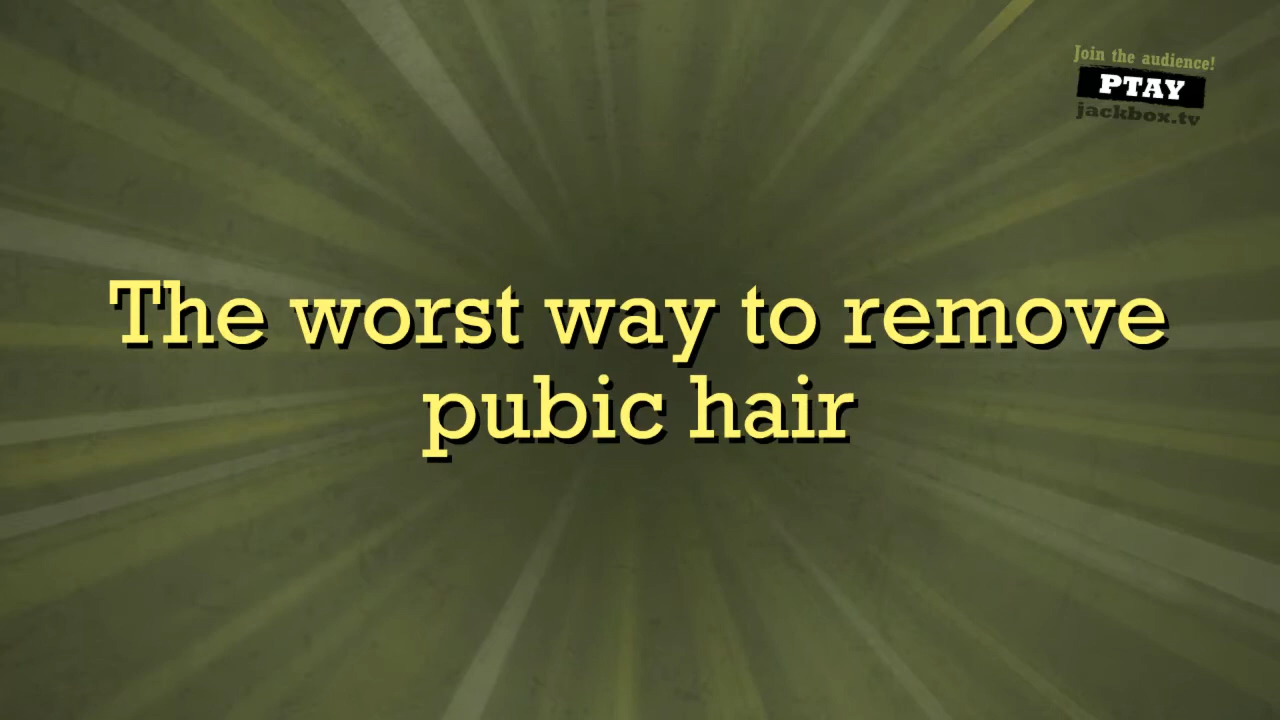 Join the audience!
PTAY
jackbox.tv
The worst way to remove
pubic hair